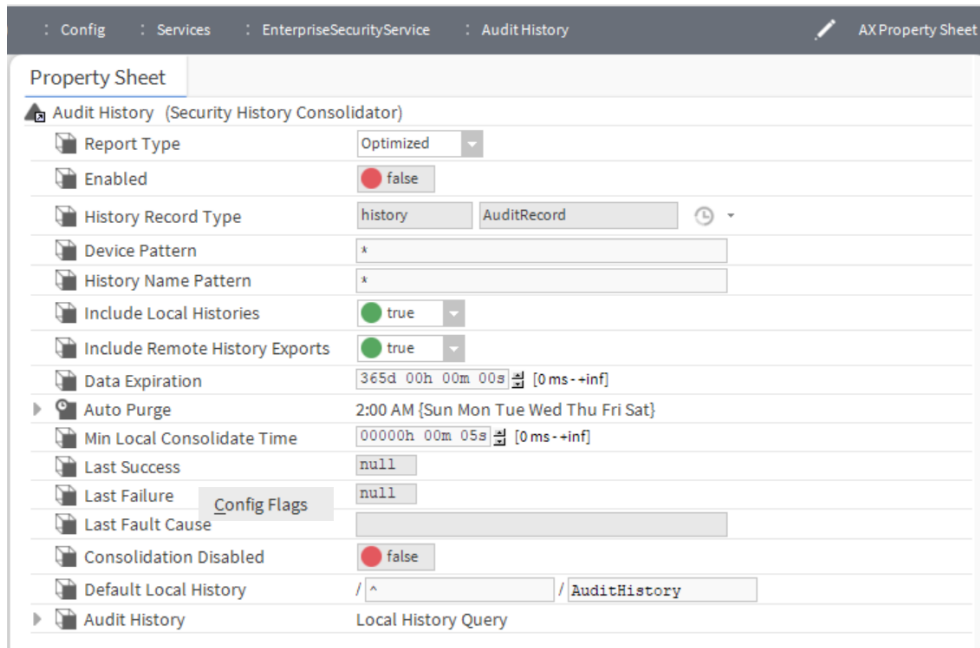 : Config : Services : EnterpriseSecurityService : Audit History AX Property Sheet
Property Sheet
Audit History (Security History Consolidator)
Report Type Optimized
Enabled false
History Record Type history AuditRecord
Device Pattern *
History Name Pattern *
Include Local Histories true
Include Remote History Exports true
Data Expiration 365d 00h 00m 00s [0 ms - +inf]
Auto Purge 2:00 AM {Sun Mon Tue Wed Thu Fri Sat}
Min Local Consolidate Time 00000h 00m 05s [0 ms - +inf]
Last Success null
Last Failure null
Config Flags
Last Fault Cause
Consolidation Disabled false
Default Local History / ^ / AuditHistory
Audit History Local History Query